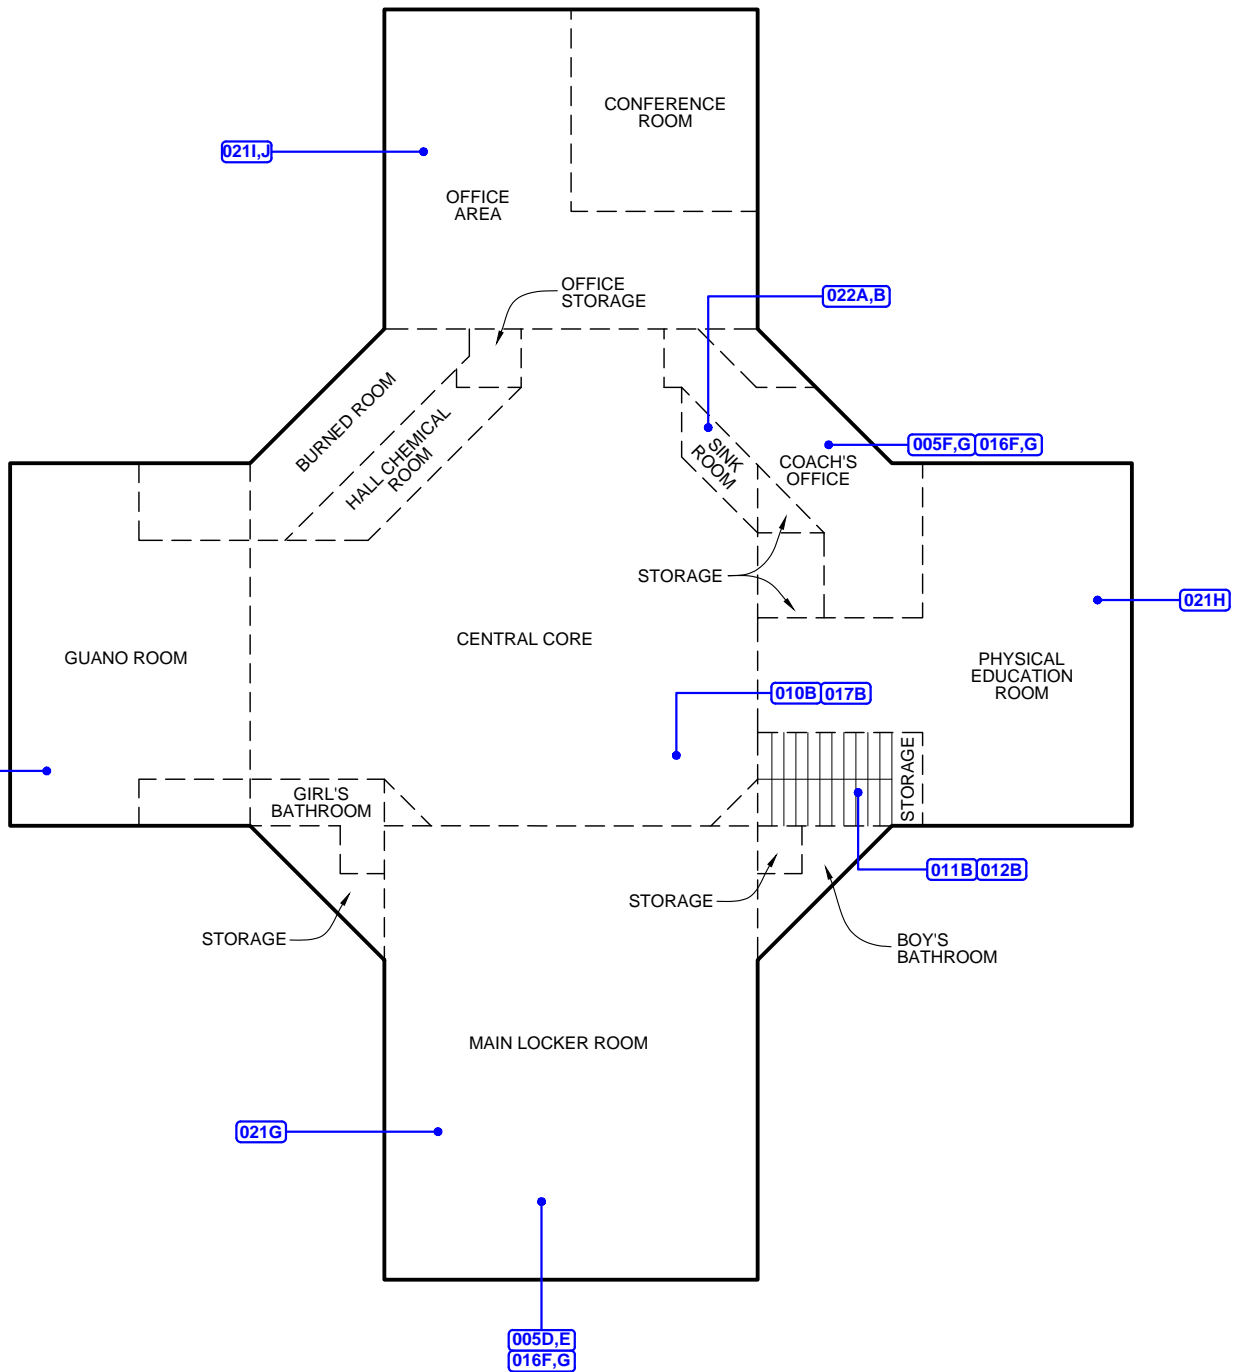 CONFERENCE
ROOM
021I,J
OFFICE
AREA
OFFICE
STORAGE
022A,B
BURNED ROOM
HALL CHEMICAL
ROOM
SINK
ROOM
COACH'S
OFFICE
005F,G 016F,G
STORAGE
021H
CENTRAL CORE
GUANO ROOM
PHYSICAL
EDUCATION
ROOM
010B 017B
STORAGE
GIRL'S
BATHROOM
011B 012B
STORAGE
STORAGE
BOY'S
BATHROOM
MAIN LOCKER ROOM
021G
005D,E
016F,G